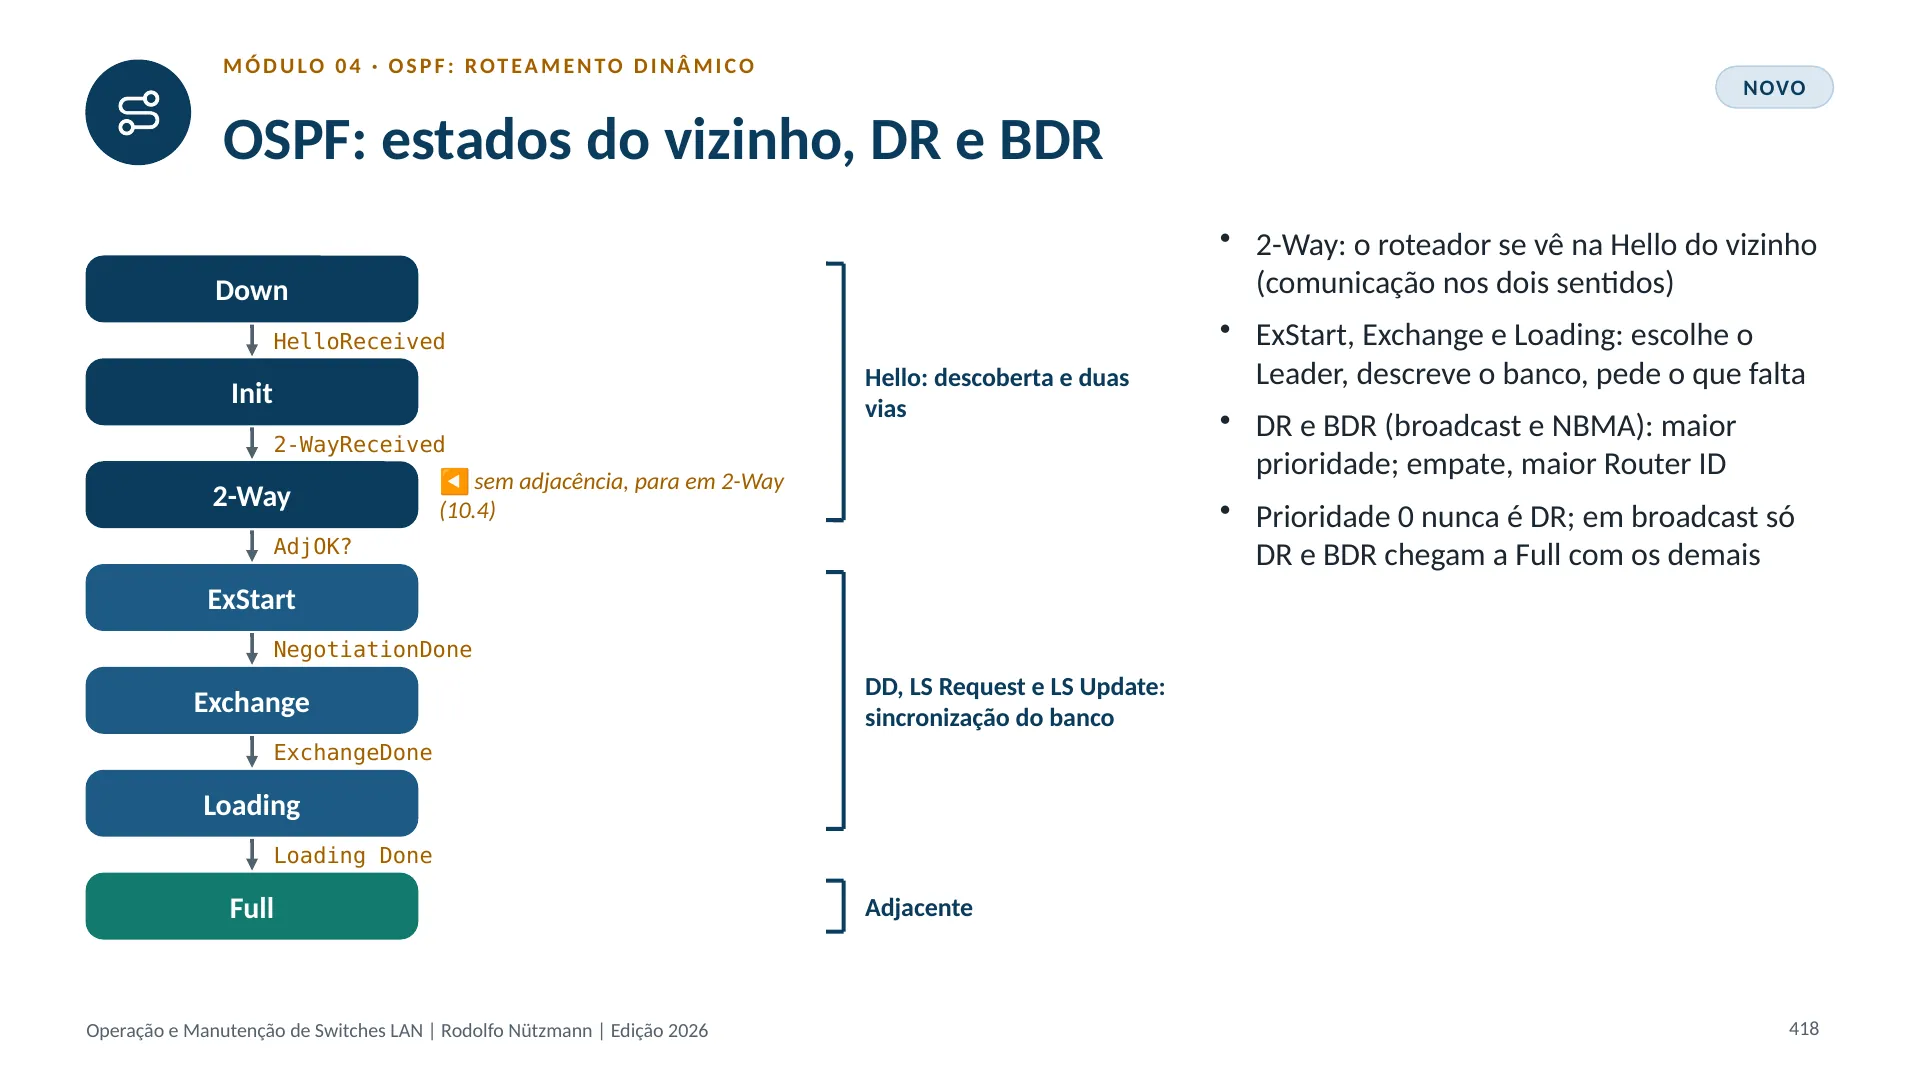 MÓDULO 04 · OSPF: ROTEAMENTO DINÂMICO
NOVO
OSPF: estados do vizinho, DR e BDR
Down
HelloReceived
Init
2-WayReceived
2-Way
◀ sem adjacência, para em 2-Way
(10.4)
AdjOK?
ExStart
NegotiationDone
Exchange
ExchangeDone
Loading
Loading Done
Full
Hello: descoberta e duas
vias
DD, LS Request e LS Update:
sincronização do banco
Adjacente
• 2-Way: o roteador se vê na Hello do vizinho
(comunicação nos dois sentidos)
• ExStart, Exchange e Loading: escolhe o
Leader, descreve o banco, pede o que falta
• DR e BDR (broadcast e NBMA): maior
prioridade; empate, maior Router ID
• Prioridade 0 nunca é DR; em broadcast só
DR e BDR chegam a Full com os demais
Operação e Manutenção de Switches LAN | Rodolfo Nützmann | Edição 2026
418